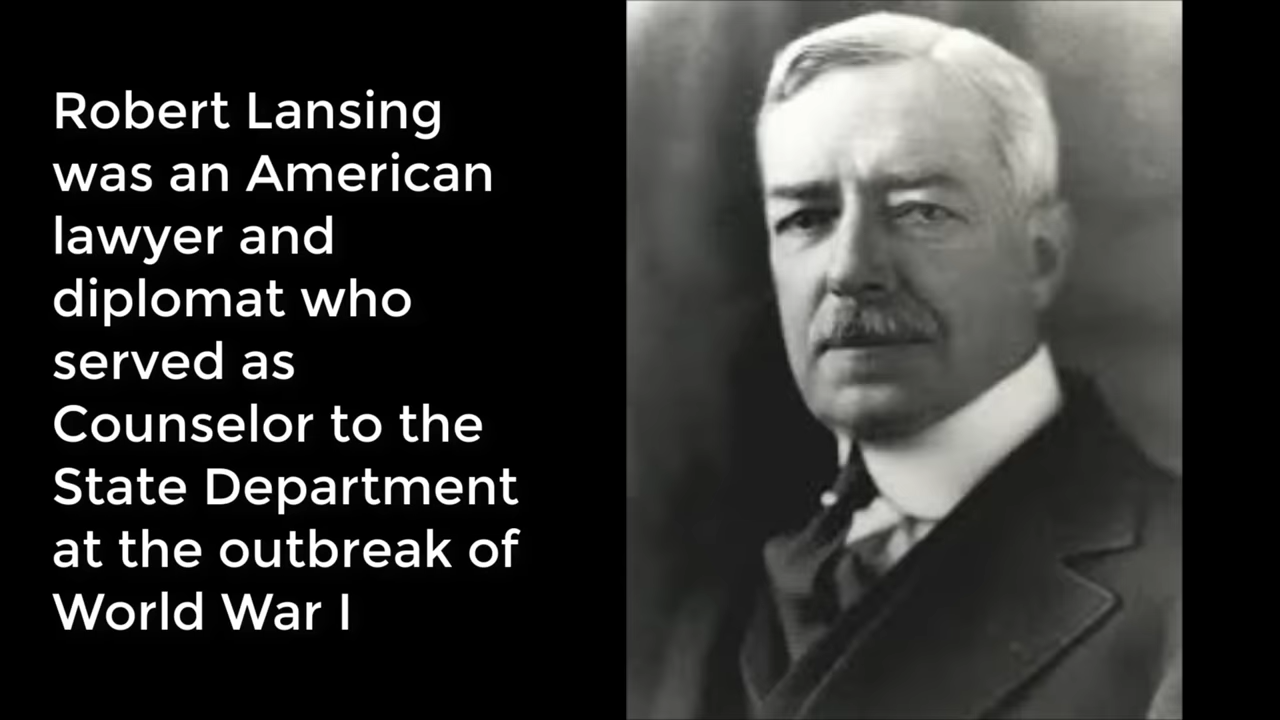 Robert Lansing
was an American
lawyer and
diplomat who
served as
Counselor to the
State Department
at the outbreak of
World War I